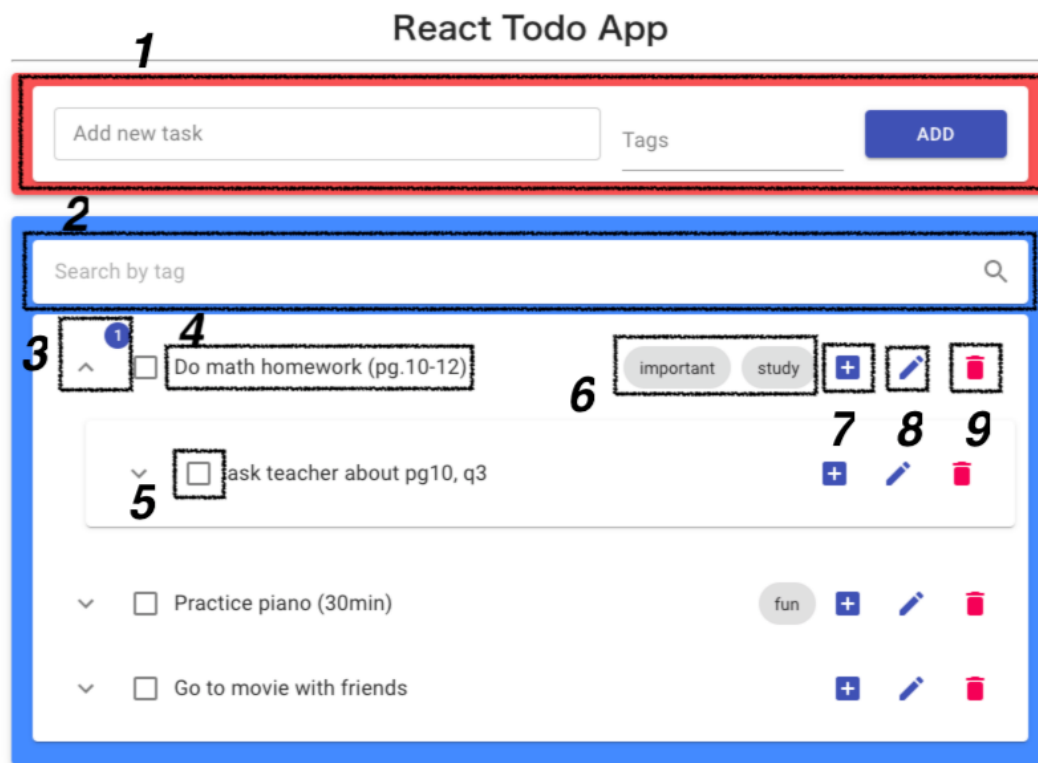 React Todo App
1
Add new task Tags ADD
2
Search by tag
3 1 4 Do math homework (pg.10-12) important study
6 7 8 9
5 ask teacher about pg10, q3
Practice piano (30min) fun
Go to movie with friends